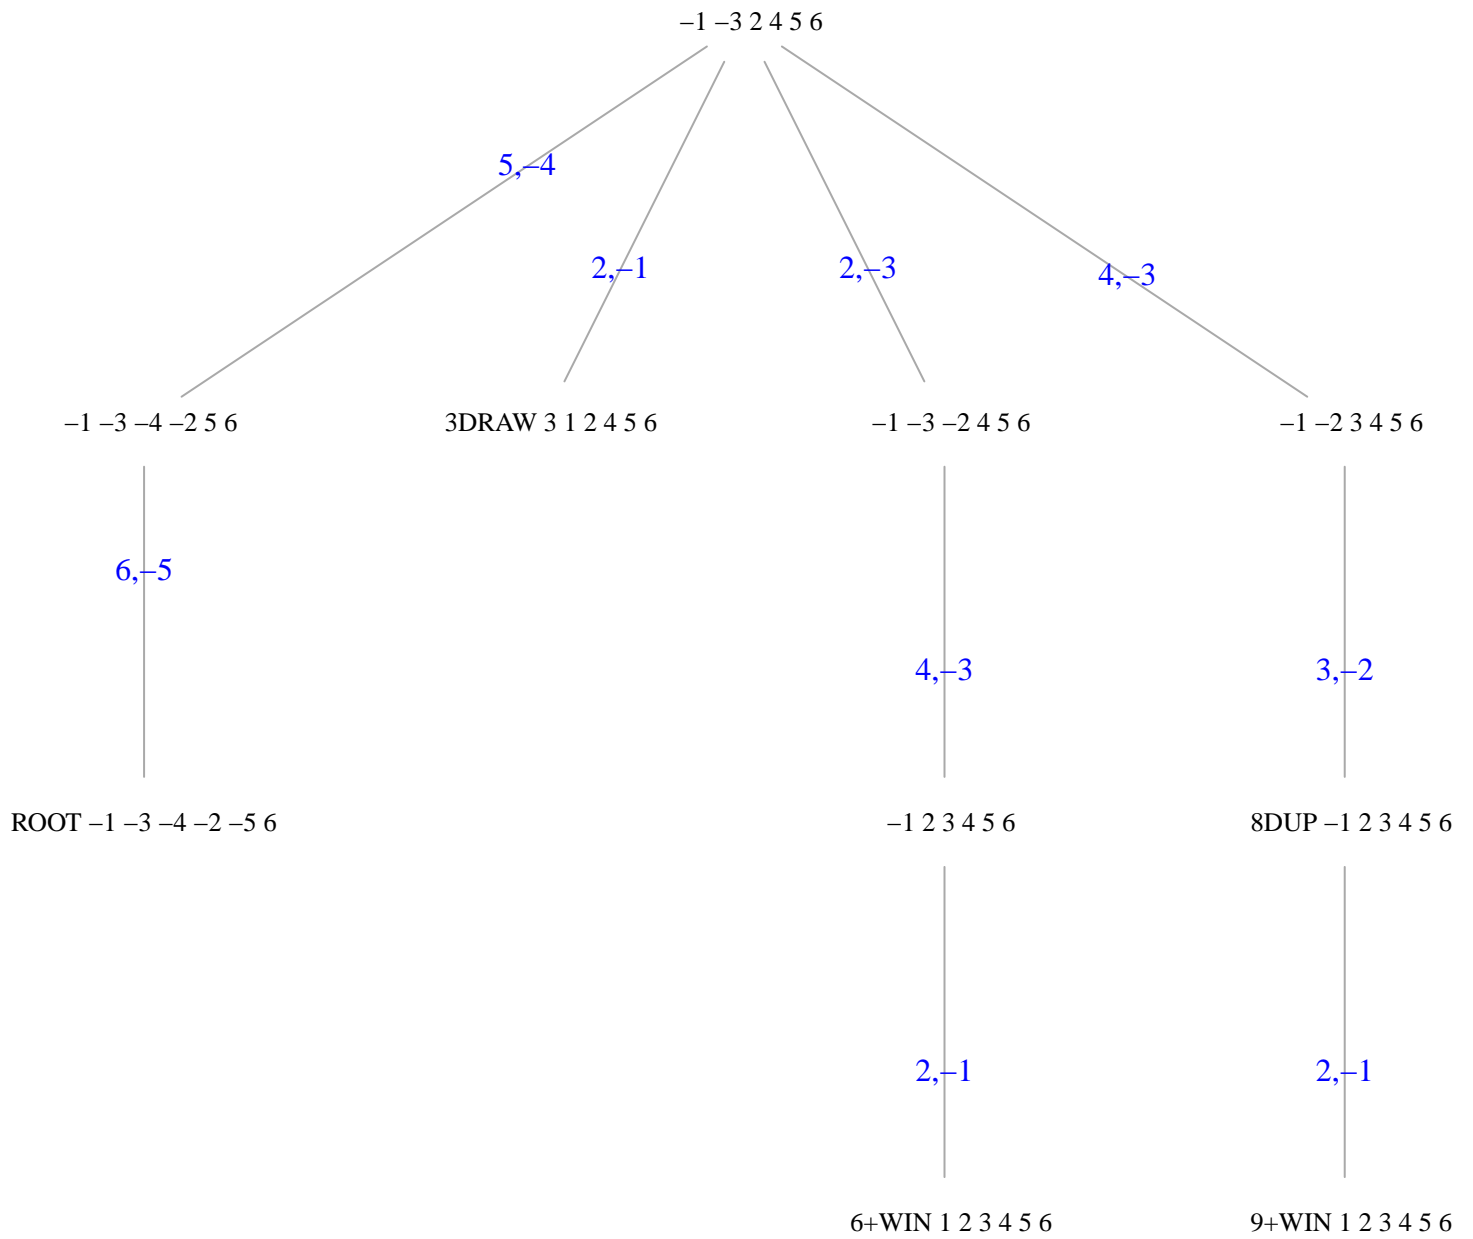 –1 –3 2 4 5 6
5,–4
2,–1
2,–3
4,–3
–1 –3 –4 –2 5 6
3DRAW 3 1 2 4 5 6
–1 –3 –2 4 5 6
–1 –2 3 4 5 6
6,–5
4,–3
3,–2
ROOT –1 –3 –4 –2 –5 6
–1 2 3 4 5 6
8DUP –1 2 3 4 5 6
2,–1
2,–1
6+WIN 1 2 3 4 5 6
9+WIN 1 2 3 4 5 6